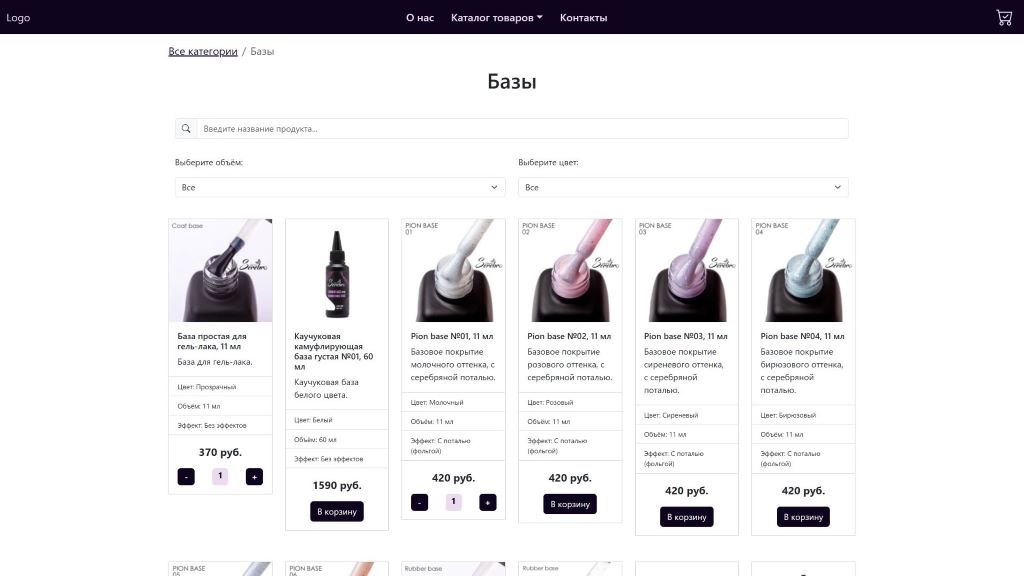 Logo
О нас
Каталог товаров
Контакты
Все категории / Базы
Базы
Введите название продукта...
Выберите объём:
Все
Выберите цвет:
Все
Coat base
Serebro
База простая для
гель-лака, 11 мл
База для гель-лака.
Цвет: Прозрачный
Объём: 11 мл
Эффект: Без эффектов
370 руб.
- 1 +
Serebro
Каучуковая
камуфлирующая
база густая №01, 60
мл
Каучуковая база
белого цвета.
Цвет: Белый
Объём: 60 мл
Эффект: Без эффектов
1590 руб.
В корзину
PION BASE
01
Serebro
Pion base №01, 11 мл
Базовое покрытие
молочного оттенка, с
серебряной поталью.
Цвет: Молочный
Объём: 11 мл
Эффект: С поталью
(фольгой)
420 руб.
- 1 +
PION BASE
02
Serebro
Pion base №02, 11 мл
Базовое покрытие
розового оттенка, с
серебряной поталью.
Цвет: Розовый
Объём: 11 мл
Эффект: С поталью
(фольгой)
420 руб.
В корзину
PION BASE
03
Serebro
Pion base №03, 11 мл
Базовое покрытие
сиреневого оттенка,
с серебряной
поталью.
Цвет: Сиреневый
Объём: 11 мл
Эффект: С поталью
(фольгой)
420 руб.
В корзину
PION BASE
04
Serebro
Pion base №04, 11 мл
Базовое покрытие
бирюзового оттенка,
с серебряной
поталью.
Цвет: Бирюзовый
Объём: 11 мл
Эффект: С поталью
(фольгой)
420 руб.
В корзину
PION BASE
05
PION BASE
06
Rubber base
Rubber base